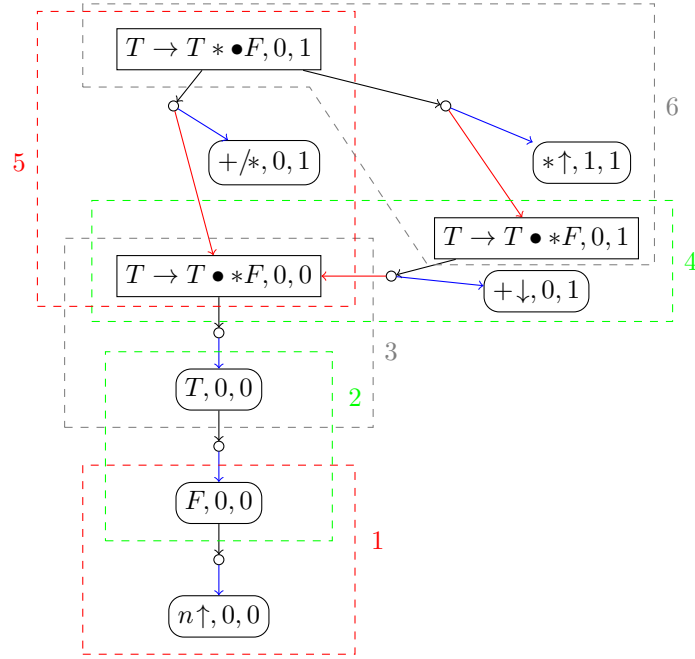 T → T * ● F, 0, 1
6
5
+/*, 0, 1
*↑, 1, 1
T → T ● *F, 0, 1
T → T ● *F, 0, 0
4
+↓, 0, 1
3
T, 0, 0
2
F, 0, 0
1
n↑, 0, 0